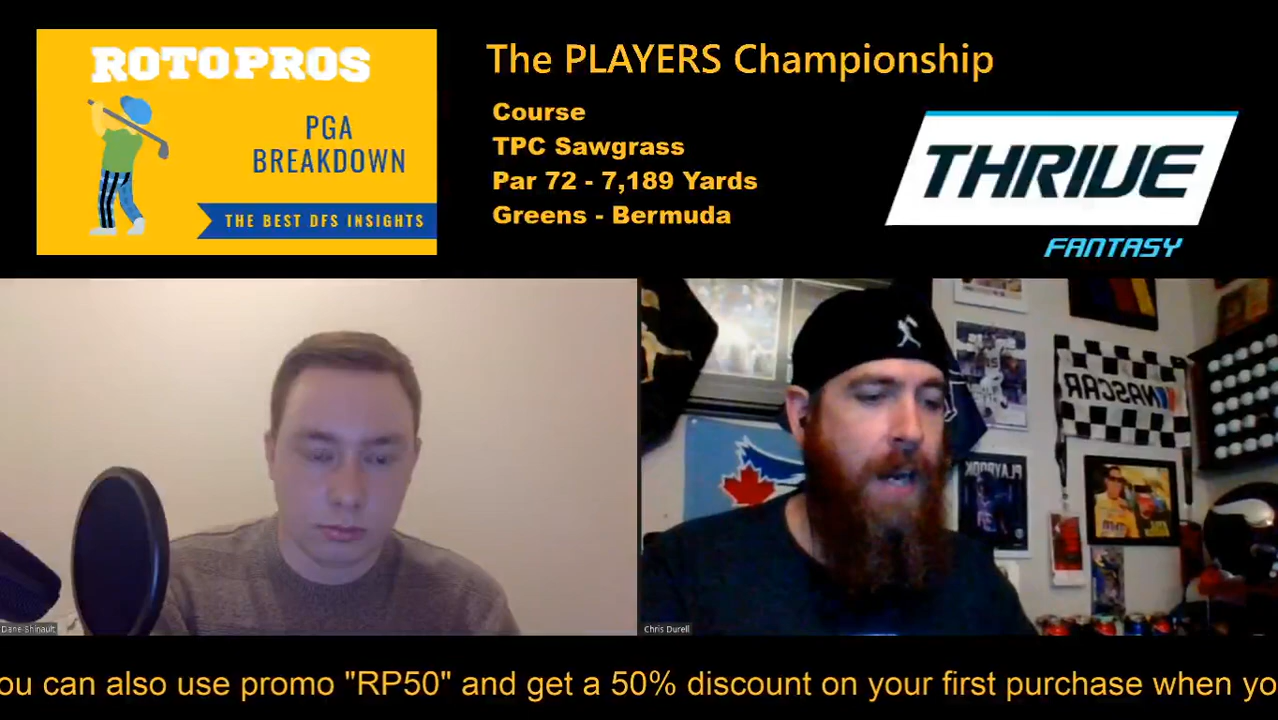 ROTOPROS
PGA
BREAKDOWN
THE BEST DFS INSIGHTS
The PLAYERS Championship
Course
TPC Sawgrass
Par 72 - 7,189 Yards
Greens - Bermuda
THRIVE
FANTASY
NASCAR
PLAYBOOK
Dane Shinault
Chris Durell
ou can also use promo "RP50" and get a 50% discount on your first purchase when yo